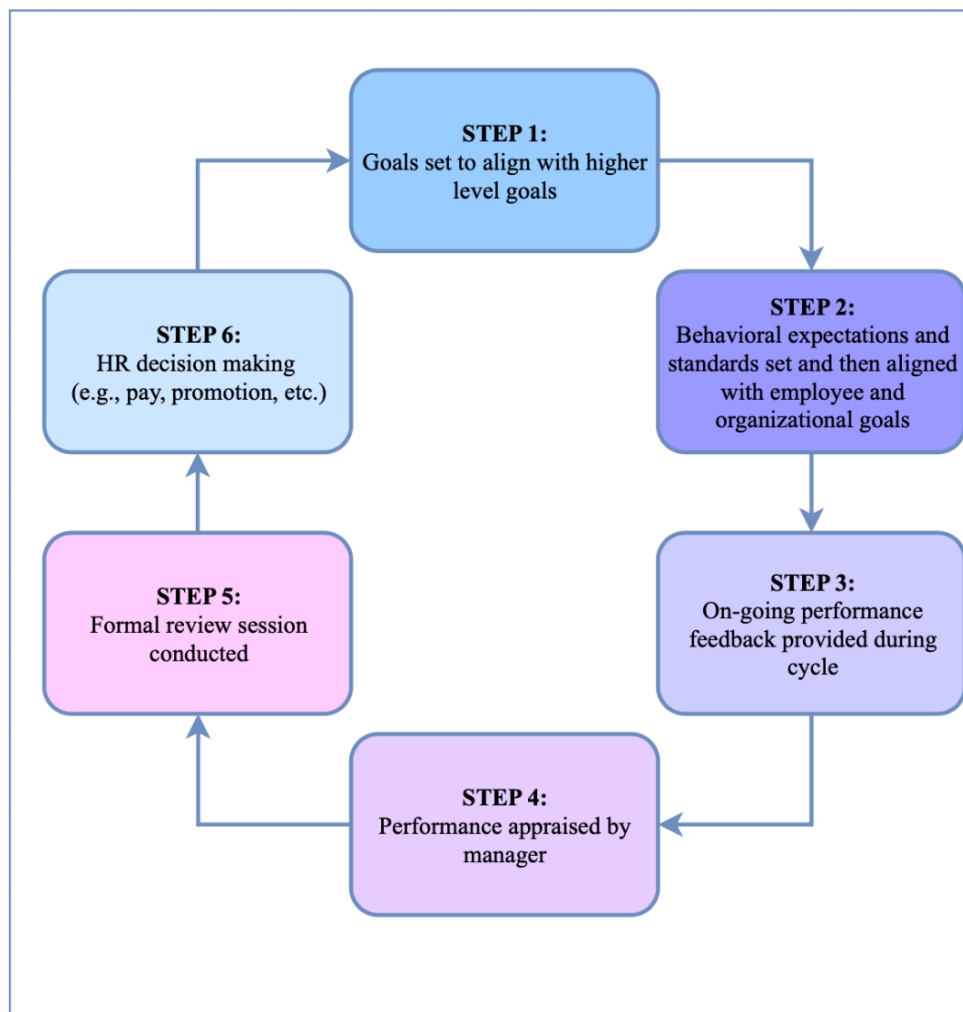 STEP 1:
Goals set to align with higher
level goals
STEP 2:
Behavioral expectations and
standards set and then aligned
with employee and
organizational goals
STEP 3:
On-going performance
feedback provided during
cycle
STEP 4:
Performance appraised by
manager
STEP 5:
Formal review session
conducted
STEP 6:
HR decision making
(e.g., pay, promotion, etc.)